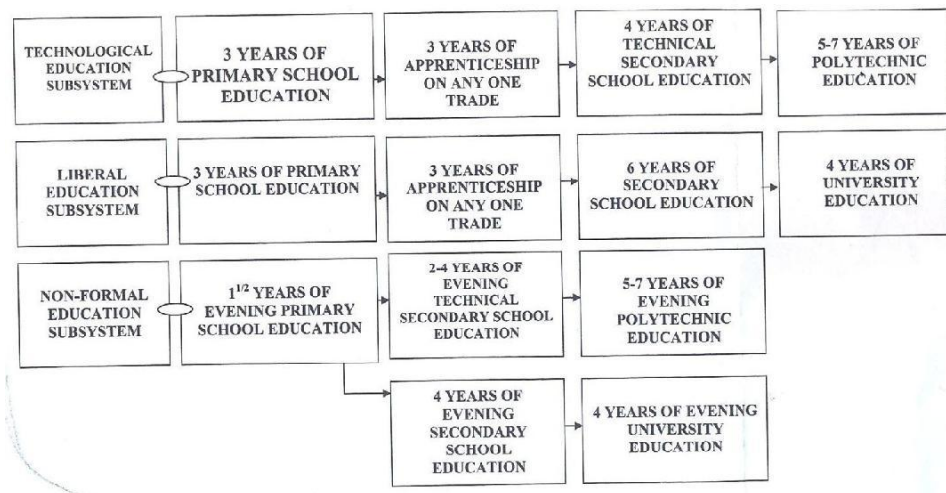 TECHNOLOGICAL
EDUCATION
SUBSYSTEM
3 YEARS OF
PRIMARY SCHOOL
EDUCATION
3 YEARS OF
APPRENTICESHIP
ON ANY ONE
TRADE
4 YEARS OF
TECHNICAL
SECONDARY
SCHOOL EDUCATION
5-7 YEARS OF
POLYTECHNIC
EDUCATION
LIBERAL
EDUCATION
SUBSYSTEM
3 YEARS OF PRIMARY
SCHOOL EDUCATION
3 YEARS OF
APPRENTICESHIP
ON ANY ONE
TRADE
6 YEARS OF
SECONDARY
SCHOOL EDUCATION
4 YEARS OF
UNIVERSITY
EDUCATION
NON-FORMAL
EDUCATION
SUBSYSTEM
1 1/2 YEARS OF
EVENING PRIMARY
SCHOOL EDUCATION
2-4 YEARS OF
EVENING
TECHNICAL
SECONDARY SCHOOL
EDUCATION
5-7 YEARS OF
EVENING
POLYTECHNIC
EDUCATION
4 YEARS OF
EVENING
SECONDARY
SCHOOL
EDUCATION
4 YEARS OF EVENING
UNIVERSITY
EDUCATION